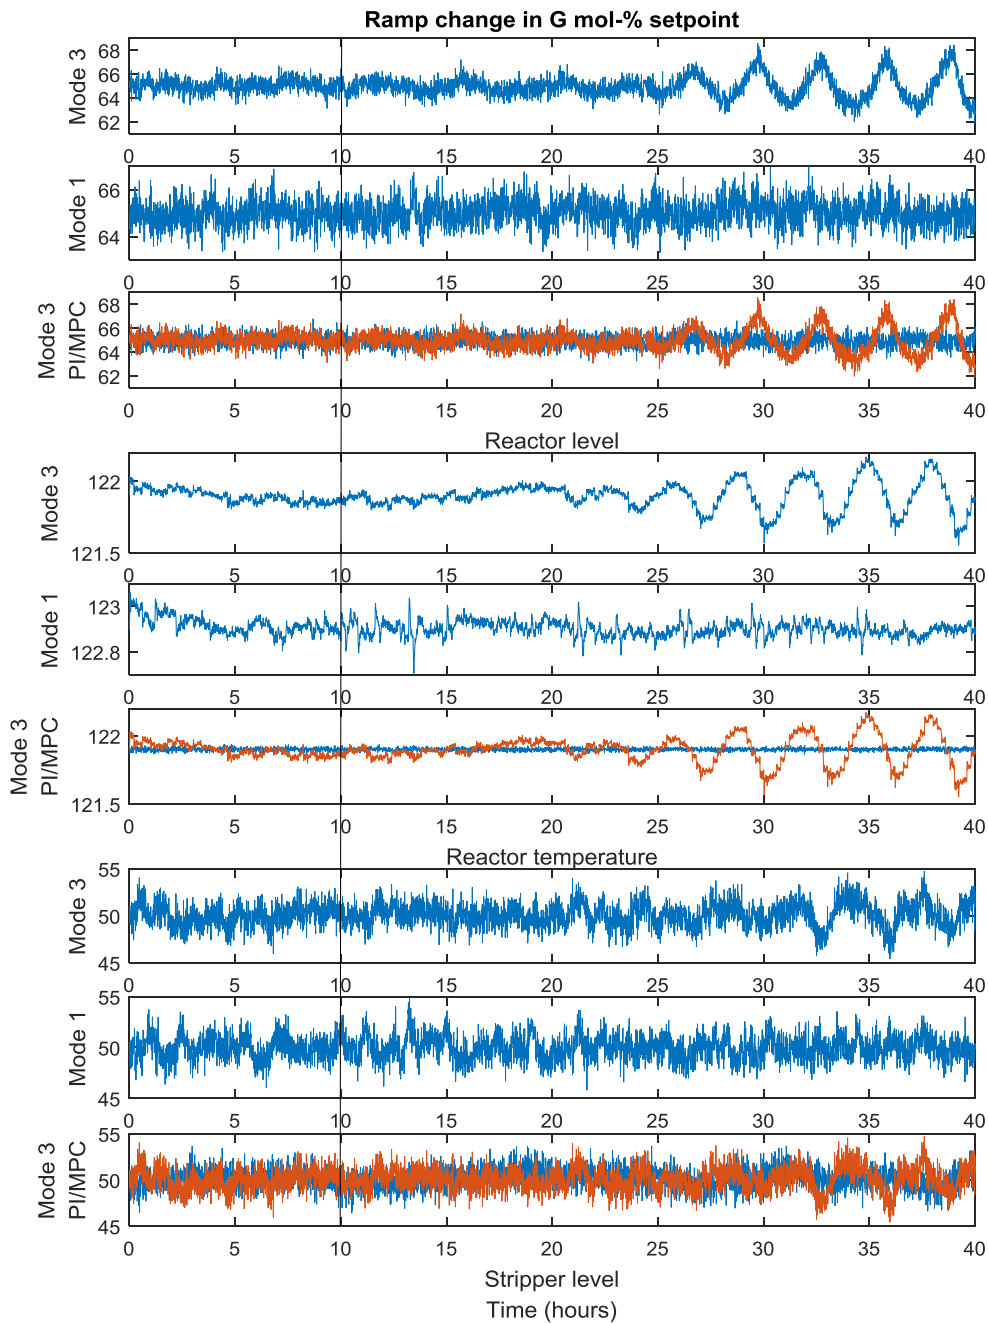 Ramp change in G mol-% setpoint
Mode 3
68
66
64
62
0 5 10 15 20 25 30 35 40
Mode 1
66
64
0 5 10 15 20 25 30 35 40
Mode 3
PI/MPC
68
66
64
62
0 5 10 15 20 25 30 35 40
Reactor level
Mode 3
122
121.5
0 5 10 15 20 25 30 35 40
Mode 1
123
122.8
0 5 10 15 20 25 30 35 40
Mode 3
PI/MPC
122
121.5
0 5 10 15 20 25 30 35 40
Reactor temperature
Mode 3
55
50
45
0 5 10 15 20 25 30 35 40
Mode 1
55
50
45
0 5 10 15 20 25 30 35 40
Mode 3
PI/MPC
55
50
45
0 5 10 15 20 25 30 35 40
Stripper level
Time (hours)